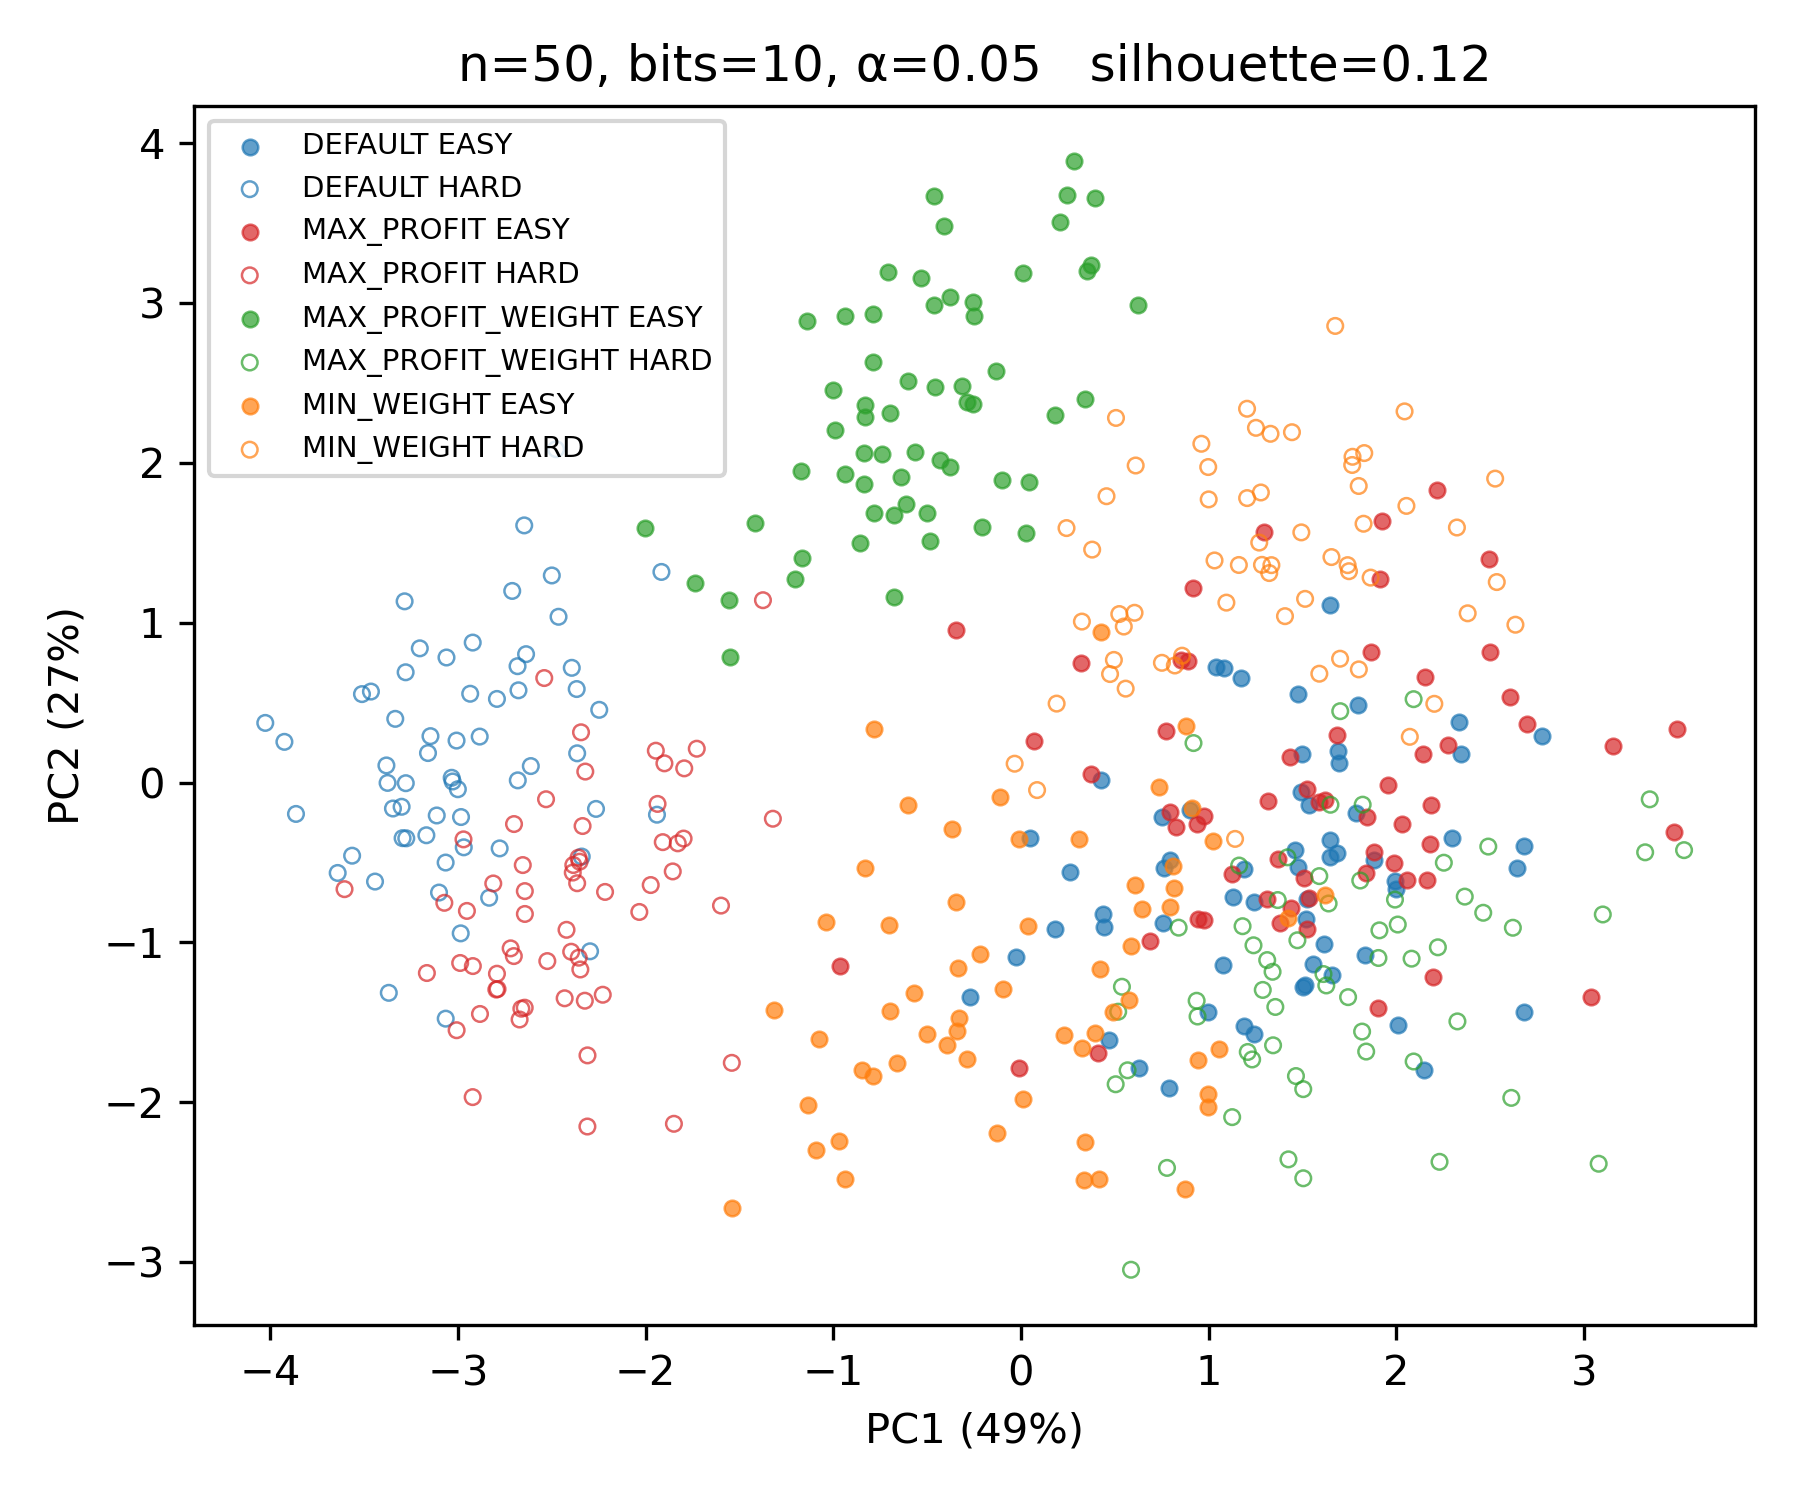 n=50, bits=10, α=0.05   silhouette=0.12
DEFAULT EASY
DEFAULT HARD
MAX_PROFIT EASY
MAX_PROFIT HARD
MAX_PROFIT_WEIGHT EASY
MAX_PROFIT_WEIGHT HARD
MIN_WEIGHT EASY
MIN_WEIGHT HARD
4
3
2
1
0
−1
−2
−3
PC2 (27%)
−4 −3 −2 −1 0 1 2 3
PC1 (49%)